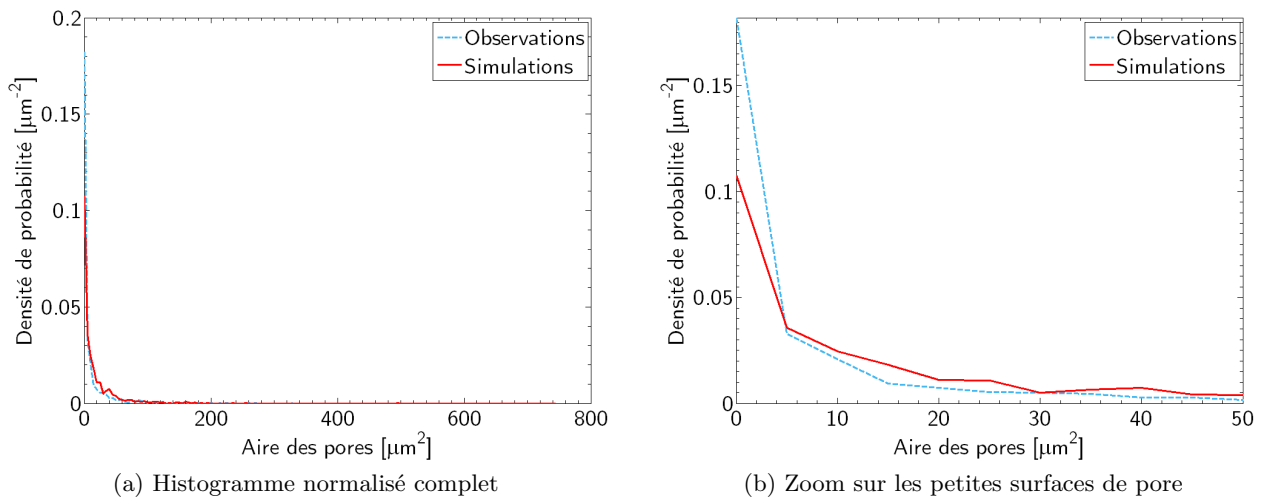 0.2
0.15
0.1
0.05
0
Densité de probabilité [µm-2]
Observations
Simulations
0 200 400 600 800
Aire des pores [µm2]
(a) Histogramme normalisé complet
0.15
0.1
0.05
0
Densité de probabilité [µm-2]
Observations
Simulations
0 10 20 30 40 50
Aire des pores [µm2]
(b) Zoom sur les petites surfaces de pore